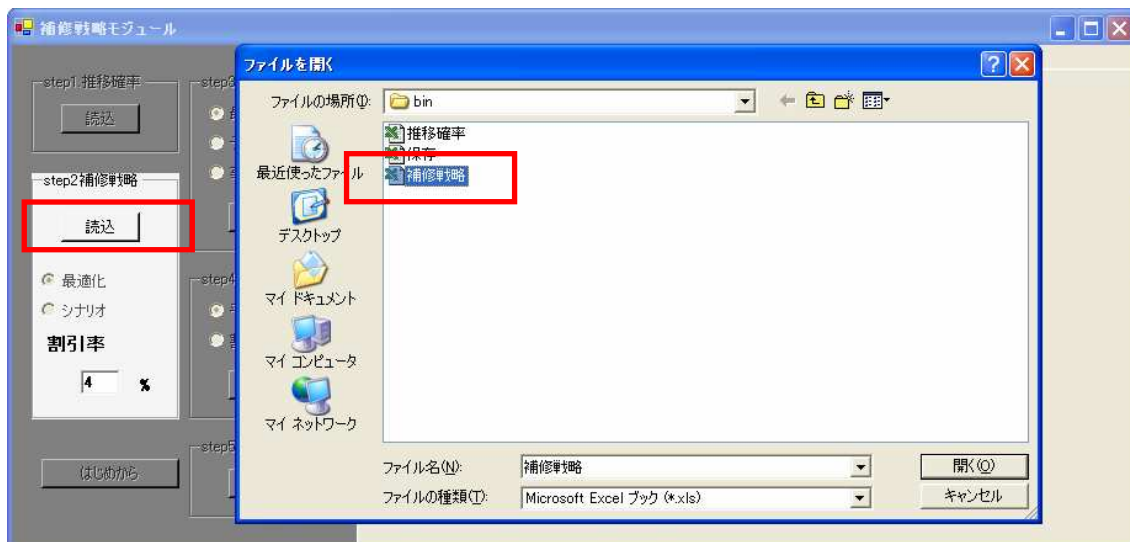 補修戦略モジュール
step1.推移確率
読込
step2補修戦略
読込
最適化
シナリオ
割引率
4 %
はじめから
step3
step4
step5
ファイルを開く
ファイルの場所(I):
bin
推移確率
保存
補修戦略
最近使ったファイル
デスクトップ
マイ ドキュメント
マイ コンピュータ
マイ ネットワーク
ファイル名(N):
補修戦略
開く(O)
ファイルの種類(T):
Microsoft Excel ブック (*.xls)
キャンセル